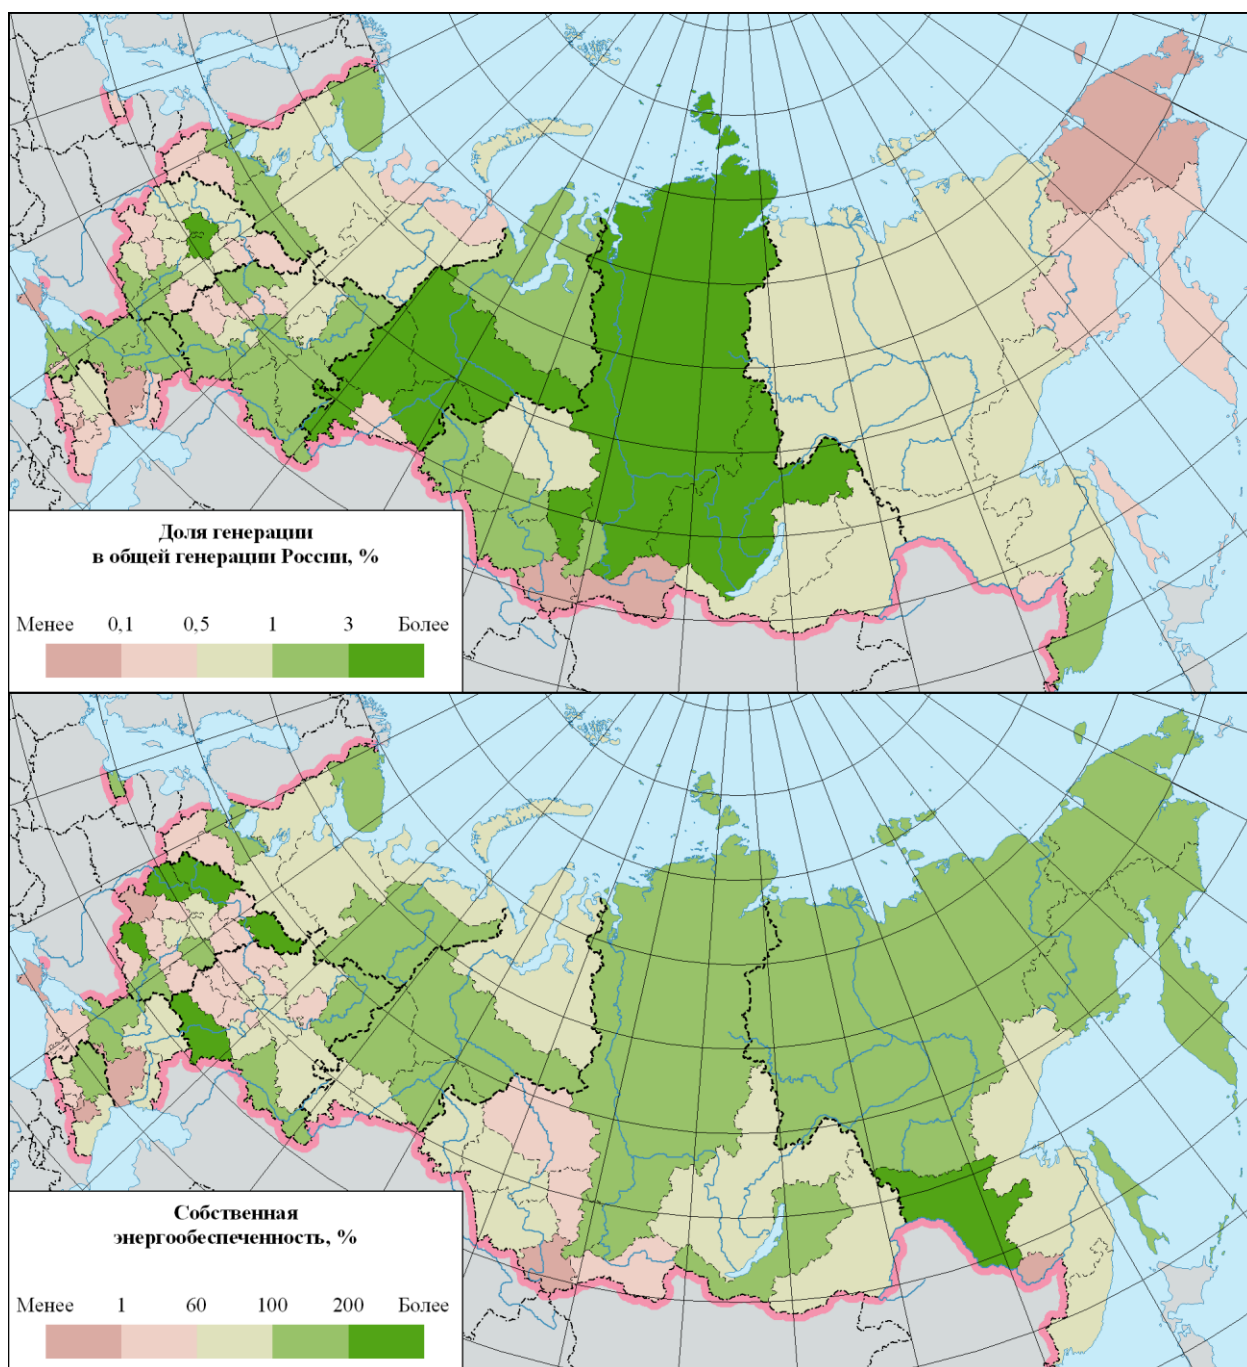 Доля генерации
в общей генерации России, %
Менее 0,1 0,5 1 3 Более
Собственная
энергообеспеченность, %
Менее 1 60 100 200 Более